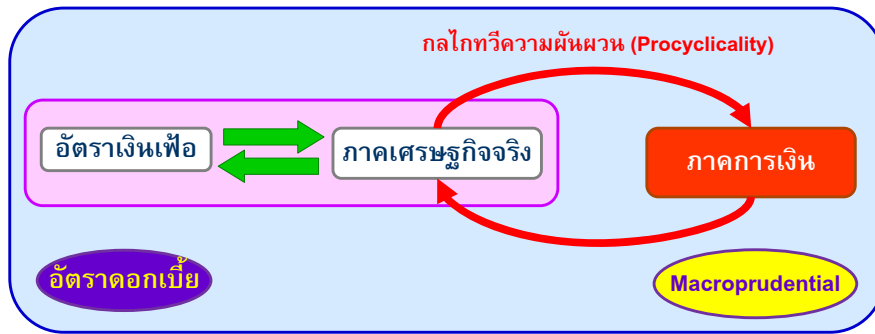 กลไกทวีความผันผวน (Procyclicality)
อัตราเงินเฟ้อ
ภาคเศรษฐกิจจริง
ภาคการเงิน
อัตราดอกเบี้ย
Macroprudential